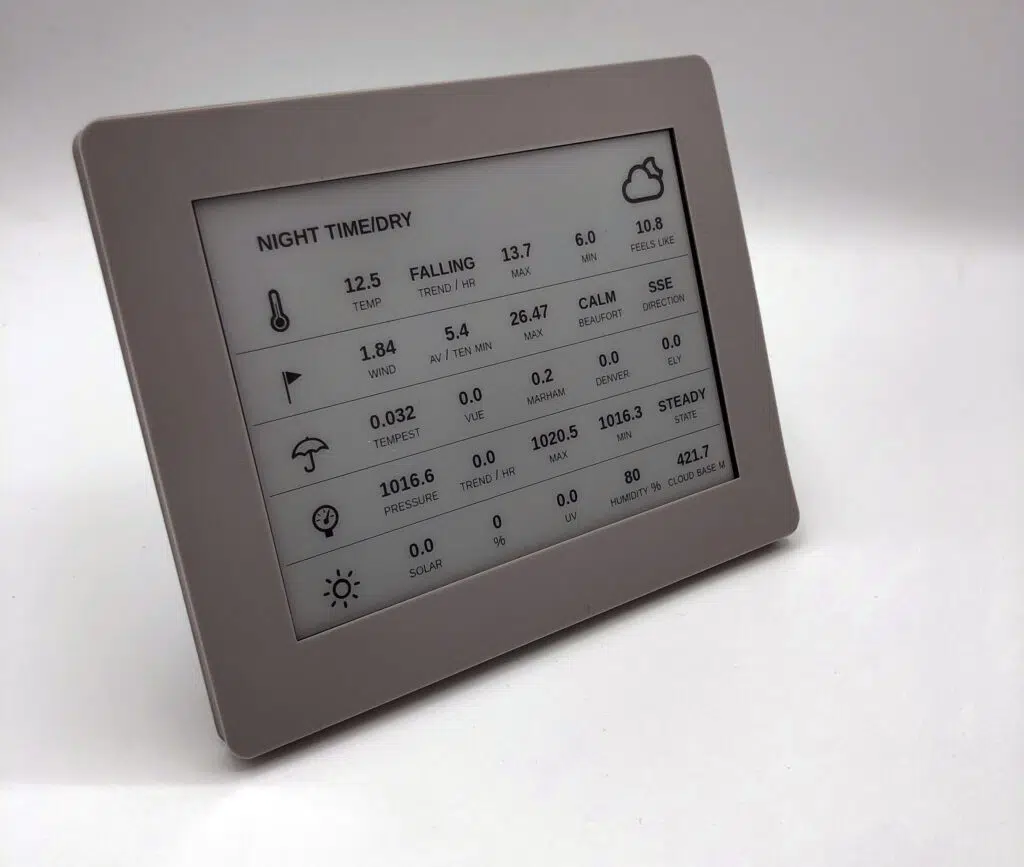 NIGHT TIME/DRY
12.5 FALLING 13.7 6.0 10.8
TEMP TREND / HR MAX MIN FEELS LIKE
1.84 5.4 26.47 CALM SSE
WIND AV / TEN MIN MAX BEAUFORT DIRECTION
0.032 0.0 0.2 0.0 0.0
TEMPEST VUE MARHAM DENVER ELY
1016.6 0.0 1020.5 1016.3 STEADY
PRESSURE TREND / HR MAX MIN STATE
0.0 0 0.0 80 421.7
SOLAR % UV HUMIDITY % CLOUD BASE M